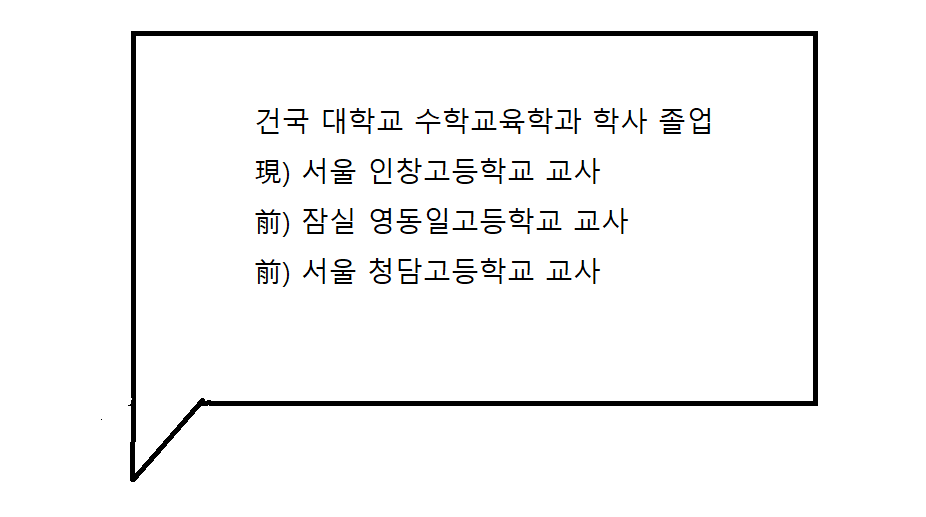 건국 대학교 수학교육학과 학사 졸업
現) 서울 인창고등학교 교사
前) 잠실 영동일고등학교 교사
前) 서울 청담고등학교 교사